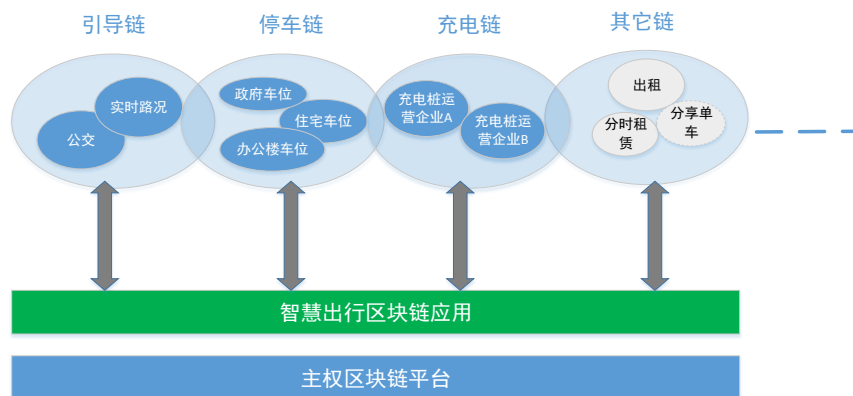 引导链
停车链
充电链
其它链
实时路况
公交
政府车位
住宅车位
办公楼车位
充电桩运
营企业A
充电桩运
营企业B
出租
分享单
车
分时租
赁
智慧出行区块链应用
主权区块链平台